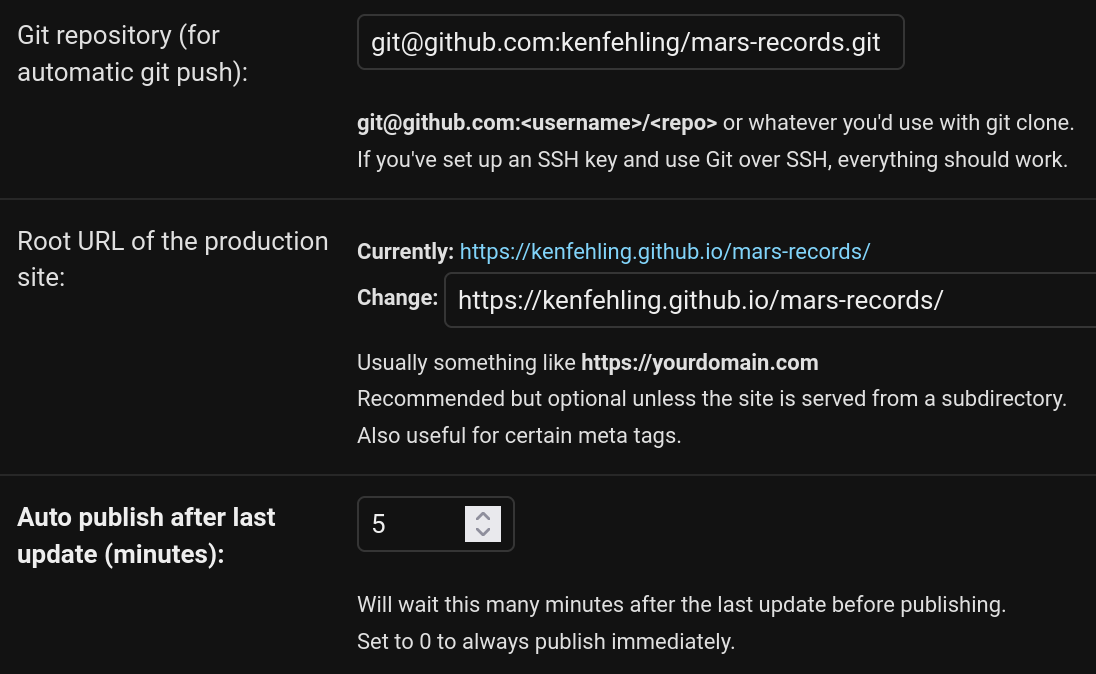 Git repository (for
automatic git push):
git@github.com:kenfehling/mars-records.git
git@github.com:<username>/<repo> or whatever you'd use with git clone.
If you've set up an SSH key and use Git over SSH, everything should work.
Root URL of the production
site:
Currently: https://kenfehling.github.io/mars-records/
Change: https://kenfehling.github.io/mars-records/
Usually something like https://yourdomain.com
Recommended but optional unless the site is served from a subdirectory.
Also useful for certain meta tags.
Auto publish after last
update (minutes):
5
Will wait this many minutes after the last update before publishing.
Set to 0 to always publish immediately.